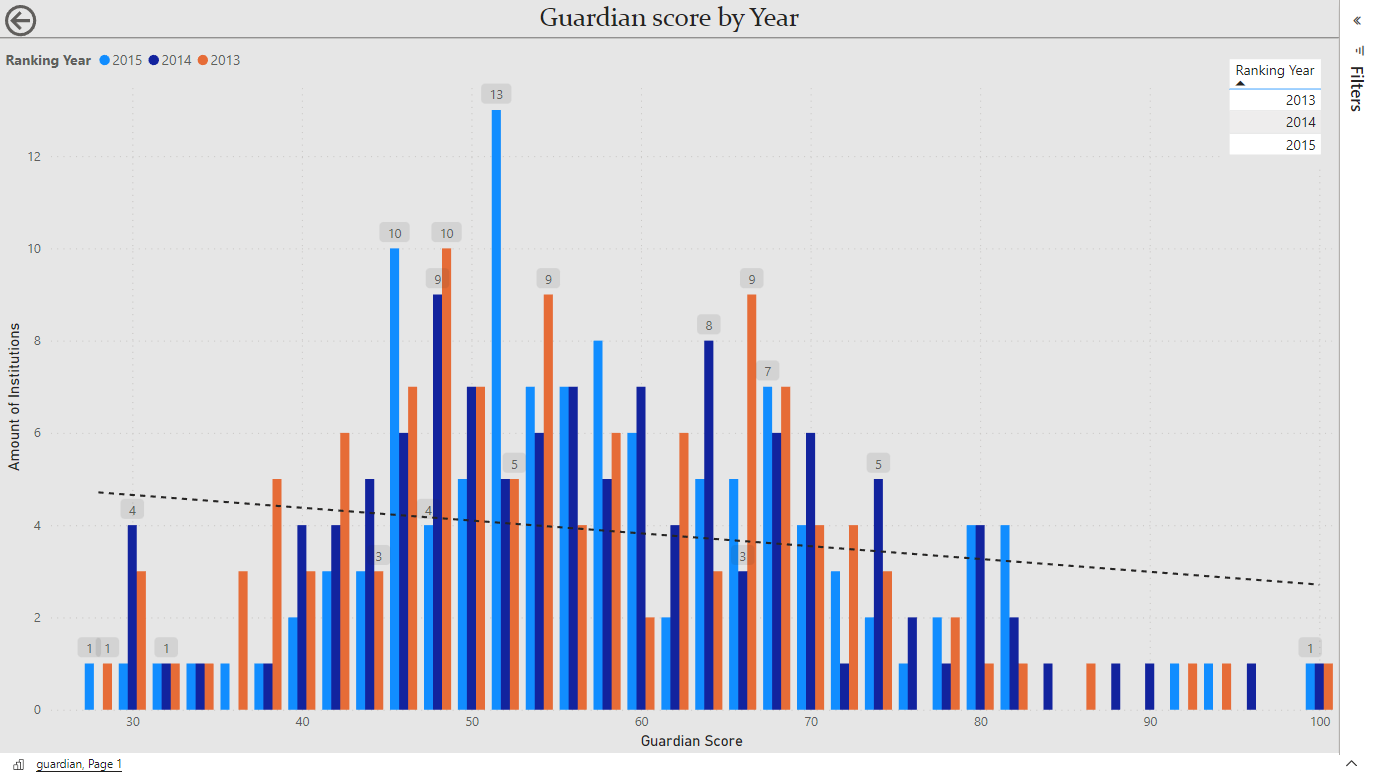 Guardian score by Year
Ranking Year 2015 2014 2013
Ranking Year
2013
2014
2015
Filters
13
12
10 10
10
9 9 9
8
8
7
6
5 5
4 4
4
3 3
2
1 1 1 1
0
30 40 50 60 70 80 90 100
Amount of Institutions
Guardian Score
guardian, Page 1